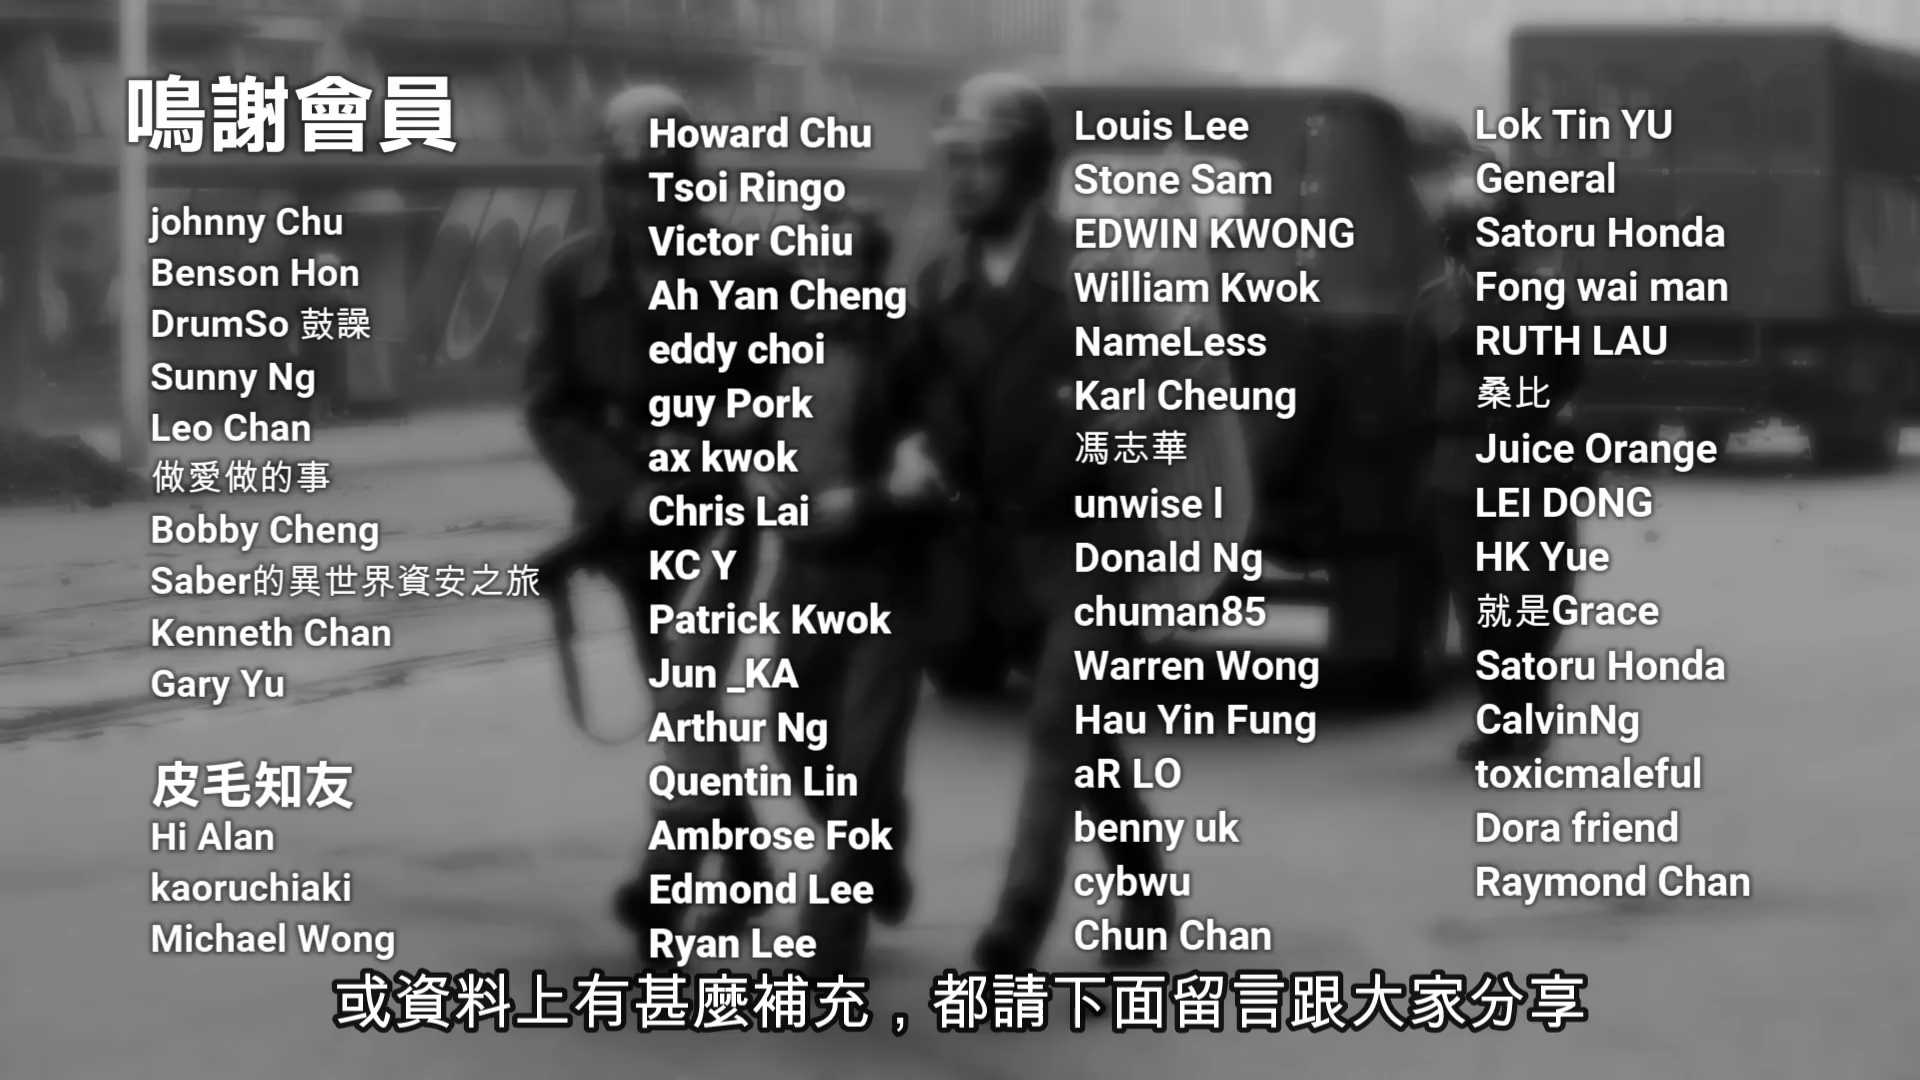 鳴謝會員
johnny Chu
Benson Hon
DrumSo 鼓譟
Sunny Ng
Leo Chan
做愛做的事
Bobby Cheng
Saber的異世界資安之旅
Kenneth Chan
Gary Yu
皮毛知友
Hi Alan
kaoruchiaki
Michael Wong
Howard Chu
Tsoi Ringo
Victor Chiu
Ah Yan Cheng
eddy choi
guy Pork
ax kwok
Chris Lai
KC Y
Patrick Kwok
Jun _KA
Arthur Ng
Quentin Lin
Ambrose Fok
Edmond Lee
Ryan Lee
Louis Lee
Stone Sam
EDWIN KWONG
William Kwok
NameLess
Karl Cheung
馮志華
unwise l
Donald Ng
chuman85
Warren Wong
Hau Yin Fung
aR LO
benny uk
cybwu
Chun Chan
Lok Tin YU
General
Satoru Honda
Fong wai man
RUTH LAU
桑比
Juice Orange
LEI DONG
HK Yue
就是Grace
Satoru Honda
CalvinNg
toxicmaleful
Dora friend
Raymond Chan
或資料上有甚麼補充，都請下面留言跟大家分享